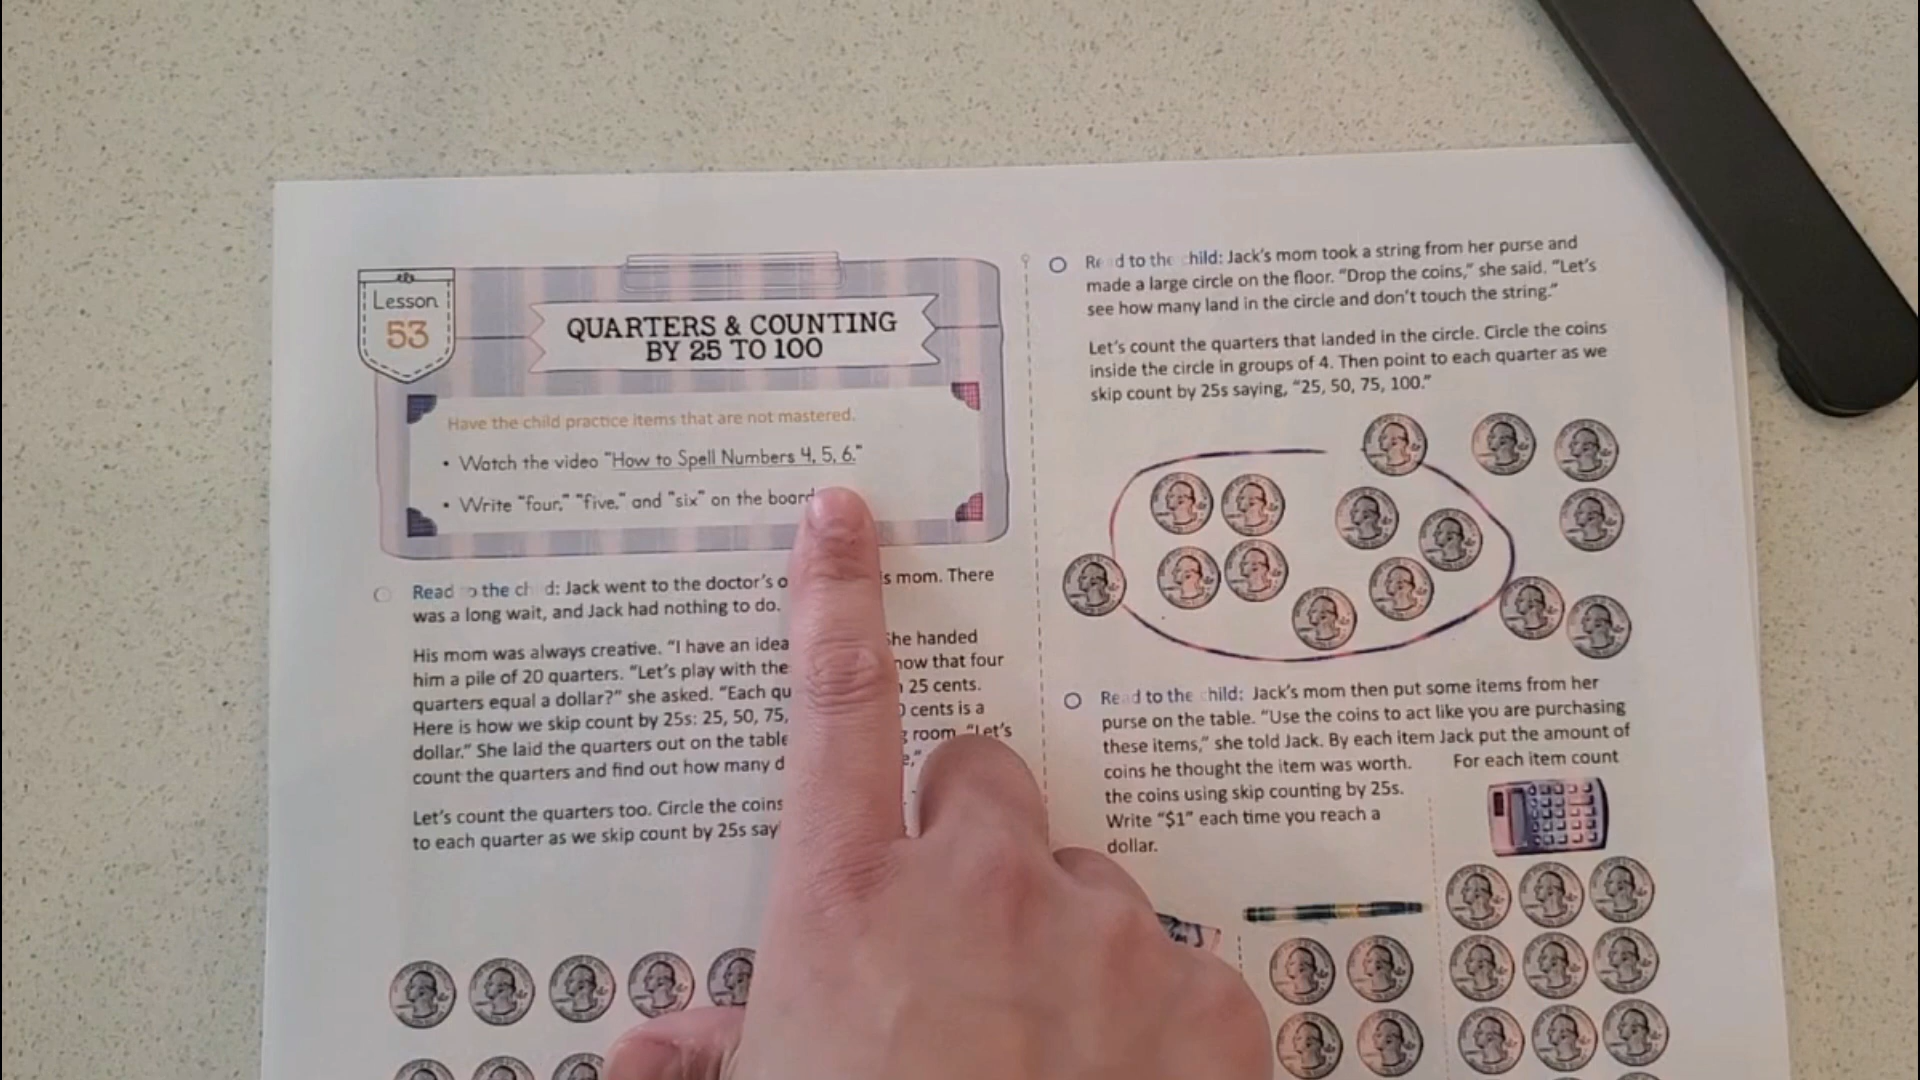 Lesson
53
QUARTERS & COUNTING
BY 25 TO 100
Have the child practice items that are not mastered.
• Watch the video "How to Spell Numbers 4, 5, 6."
• Write "four," "five," and "six" on the board
Read to the child: Jack went to the doctor's s mom. There
was a long wait, and Jack had nothing to do.
His mom was always creative. "I have an idea She handed
him a pile of 20 quarters. "Let's play with the now that four
quarters equal a dollar?" she asked. "Each 25 cents.
Here is how we skip count by 25s: 25, 50, 75, cents is a
dollar." She laid the quarters out on the table room. "Let's
count the quarters and find out how many
Let's count the quarters too. Circle the coins
to each quarter as we skip count by 25s
Read to the child: Jack's mom took a string from her purse and
made a large circle on the floor. "Drop the coins," she said. "Let's
see how many land in the circle and don't touch the string."
Let's count the quarters that landed in the circle. Circle the coins
inside the circle in groups of 4. Then point to each quarter as we
skip count by 25s saying, "25, 50, 75, 100."
Read to the child: Jack's mom then put some items from her
purse on the table. "Use the coins to act like you are purchasing
these items," she told Jack. By each item Jack put the amount of
coins he thought the item was worth. For each item count
the coins using skip counting by 25s.
Write "$1" each time you reach a
dollar.